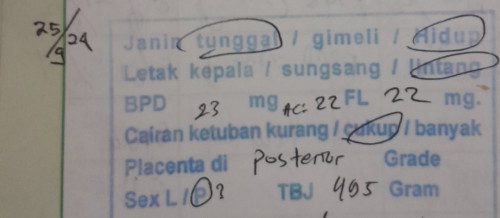 25/9 24
Janin tunggal / gimeli / Hidup
Letak kepala / sungsang / lintang
BPD 23 mg AC: 22 FL 22 mg.
Cairan ketuban kurang / cukup / banyak
Placenta di posterior Grade
Sex L / P ? TBJ 495 Gram